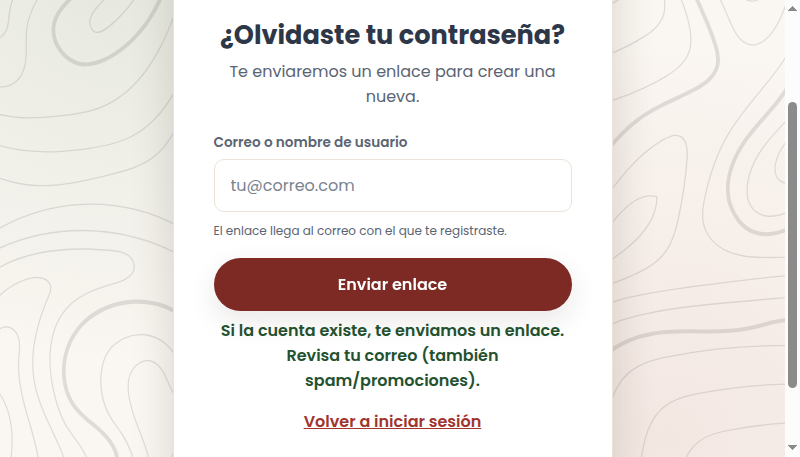 ¿Olvidaste tu contraseña?
Te enviaremos un enlace para crear una
nueva.
Correo o nombre de usuario
tu@correo.com
El enlace llega al correo con el que te registraste.
Enviar enlace
Si la cuenta existe, te enviamos un enlace.
Revisa tu correo (también
spam/promociones).
Volver a iniciar sesión